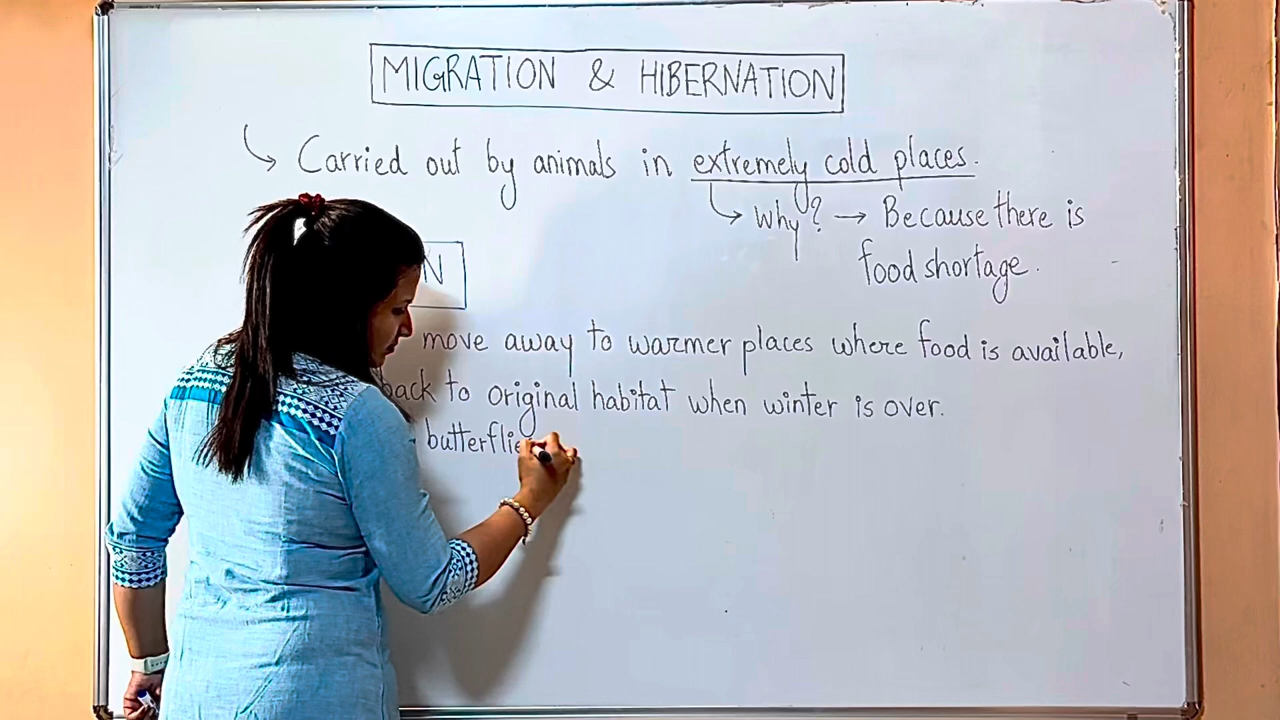 MIGRATION & HIBERNATION
Carried out by animals in extremely cold places.
Why? → Because there is
food shortage.
N
move away to warmer places where food is available,
back to original habitat when winter is over.
butterflie